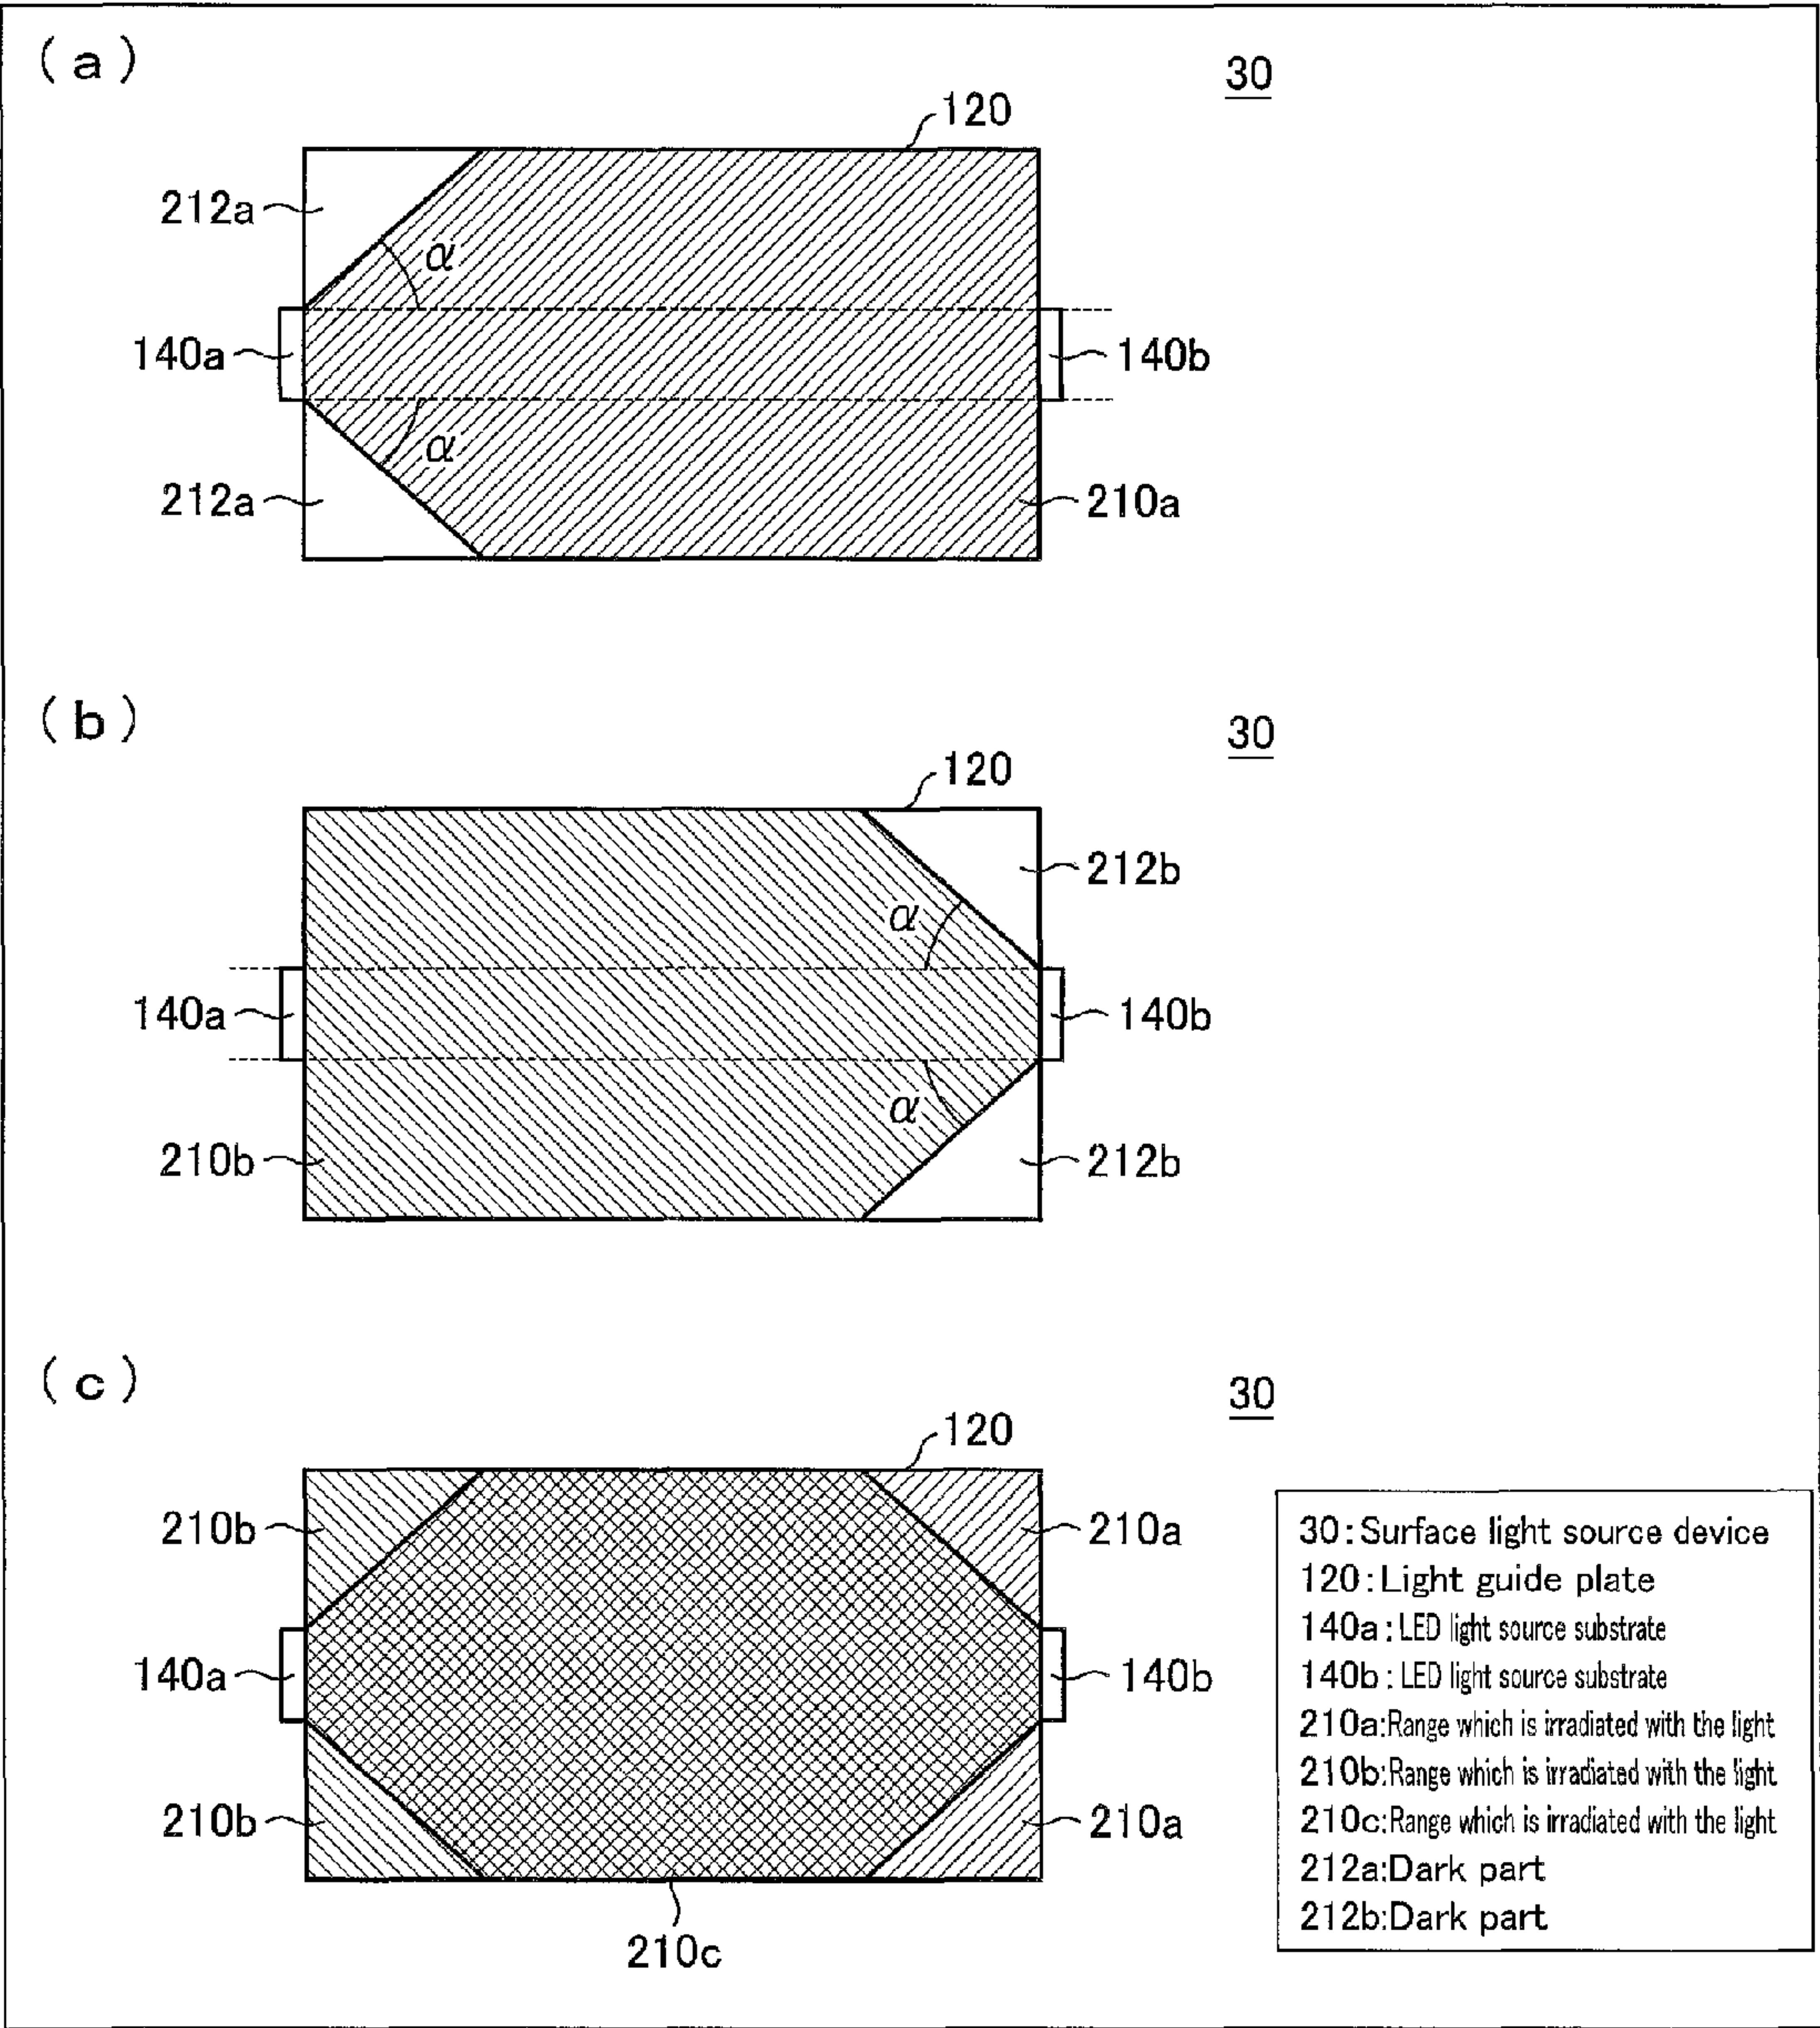 (a)
30
120
212a
α
140a
140b
α
212a
210a
(b)
30
120
212b
α
140a
140b
α
210b
212b
(c)
30
120
210b
210a
140a
140b
210b
210a
210c
30:Surface light source device
120:Light guide plate
140a:LED light source substrate
140b:LED light source substrate
210a:Range which is irradiated with the light
210b:Range which is irradiated with the light
210c:Range which is irradiated with the light
212a:Dark part
212b:Dark part